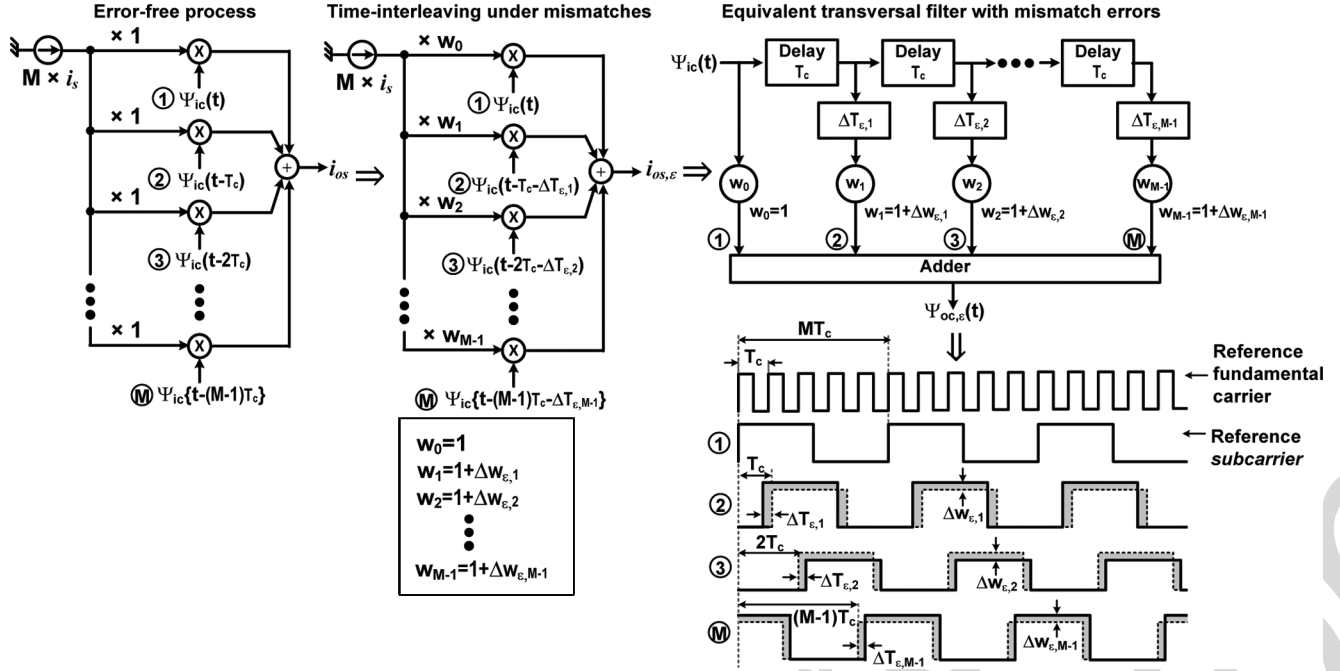 Error-free process
M × i_s
× 1
X
① Ψ_ic(t)
× 1
X
② Ψ_ic(t-T_c)
× 1
X
③ Ψ_ic(t-2T_c)
× 1
X
Ⓜ Ψ_ic{t-(M-1)T_c}
+
i_os
⇒
Time-interleaving under mismatches
M × i_s
× w_0
X
① Ψ_ic(t)
× w_1
X
② Ψ_ic(t-T_c-ΔT_ε,1)
× w_2
X
③ Ψ_ic(t-2T_c-ΔT_ε,2)
× w_M-1
X
Ⓜ Ψ_ic{t-(M-1)T_c-ΔT_ε,M-1}
+
i_os,ε
⇒
w_0=1
w_1=1+Δw_ε,1
w_2=1+Δw_ε,2
w_M-1=1+Δw_ε,M-1
Equivalent transversal filter with mismatch errors
Ψ_ic(t)
Delay
T_c
Delay
T_c
Delay
T_c
ΔT_ε,1
ΔT_ε,2
ΔT_ε,M-1
w_0
w_1
w_2
w_M-1
w_0=1
w_1=1+Δw_ε,1
w_2=1+Δw_ε,2
w_M-1=1+Δw_ε,M-1
①
②
③
Ⓜ
Adder
Ψ_oc,ε(t)
⇓
MT_c
T_c
Reference
fundamental
carrier
①
Reference
subcarrier
T_c
②
ΔT_ε,1
Δw_ε,1
2T_c
③
ΔT_ε,2
Δw_ε,2
(M-1)T_c
Ⓜ
ΔT_ε,M-1
Δw_ε,M-1